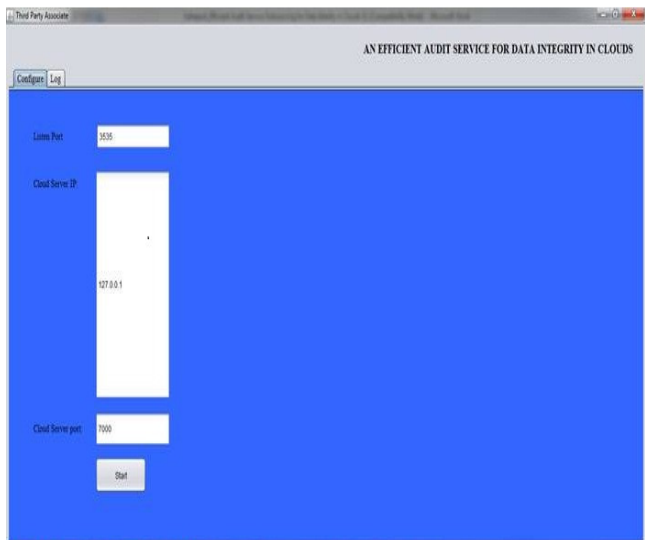 Third Party Associate
AN EFFICIENT AUDIT SERVICE FOR DATA INTEGRITY IN CLOUDS
Configure Log
Listen Port 3535
Cloud Server IP
127.0.0.1
Cloud Server port 7000
Start